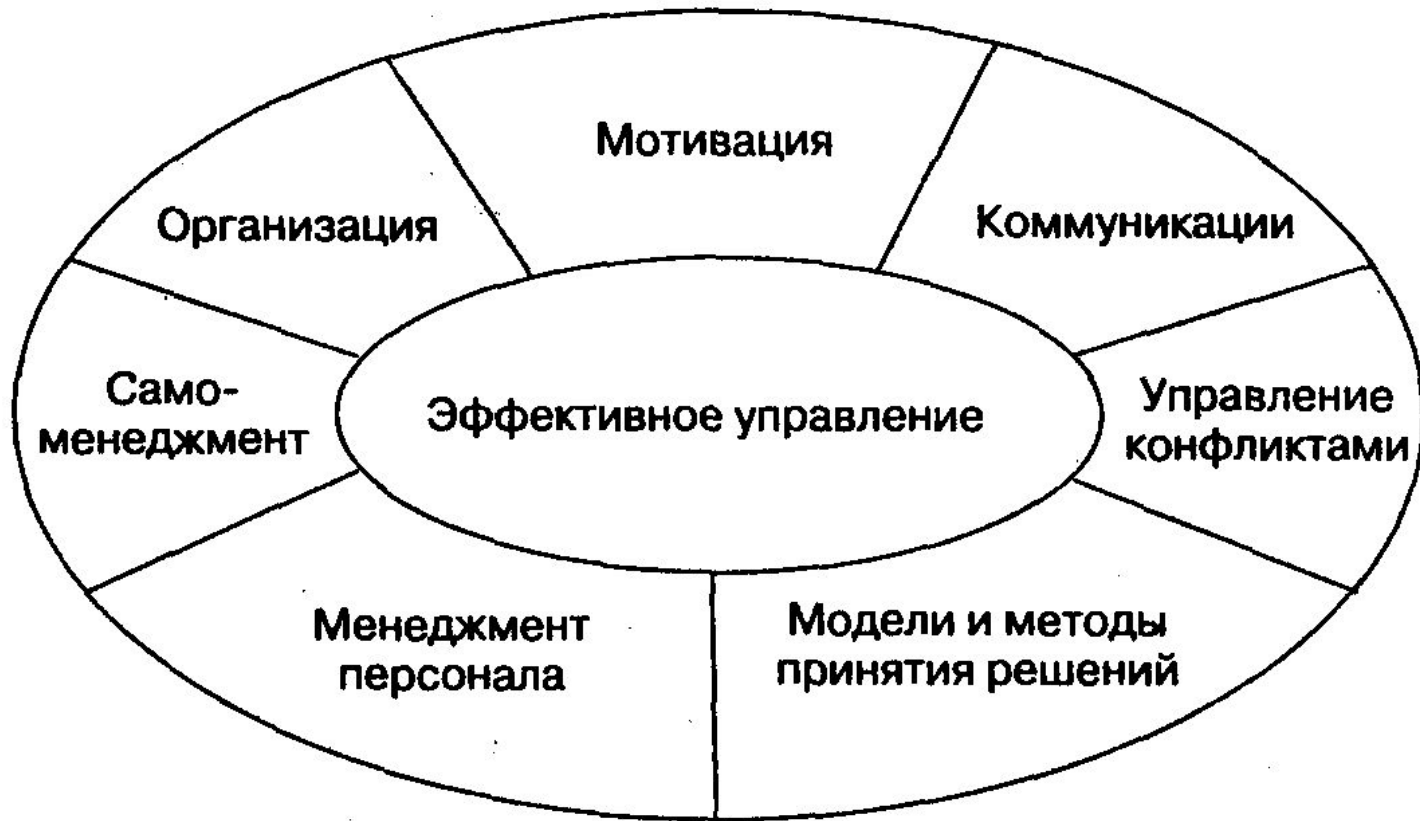 Мотивация
Организация
Коммуникации
Само-
менеджмент
Эффективное управление
Управление
конфликтами
Менеджмент
персонала
Модели и методы
принятия решений